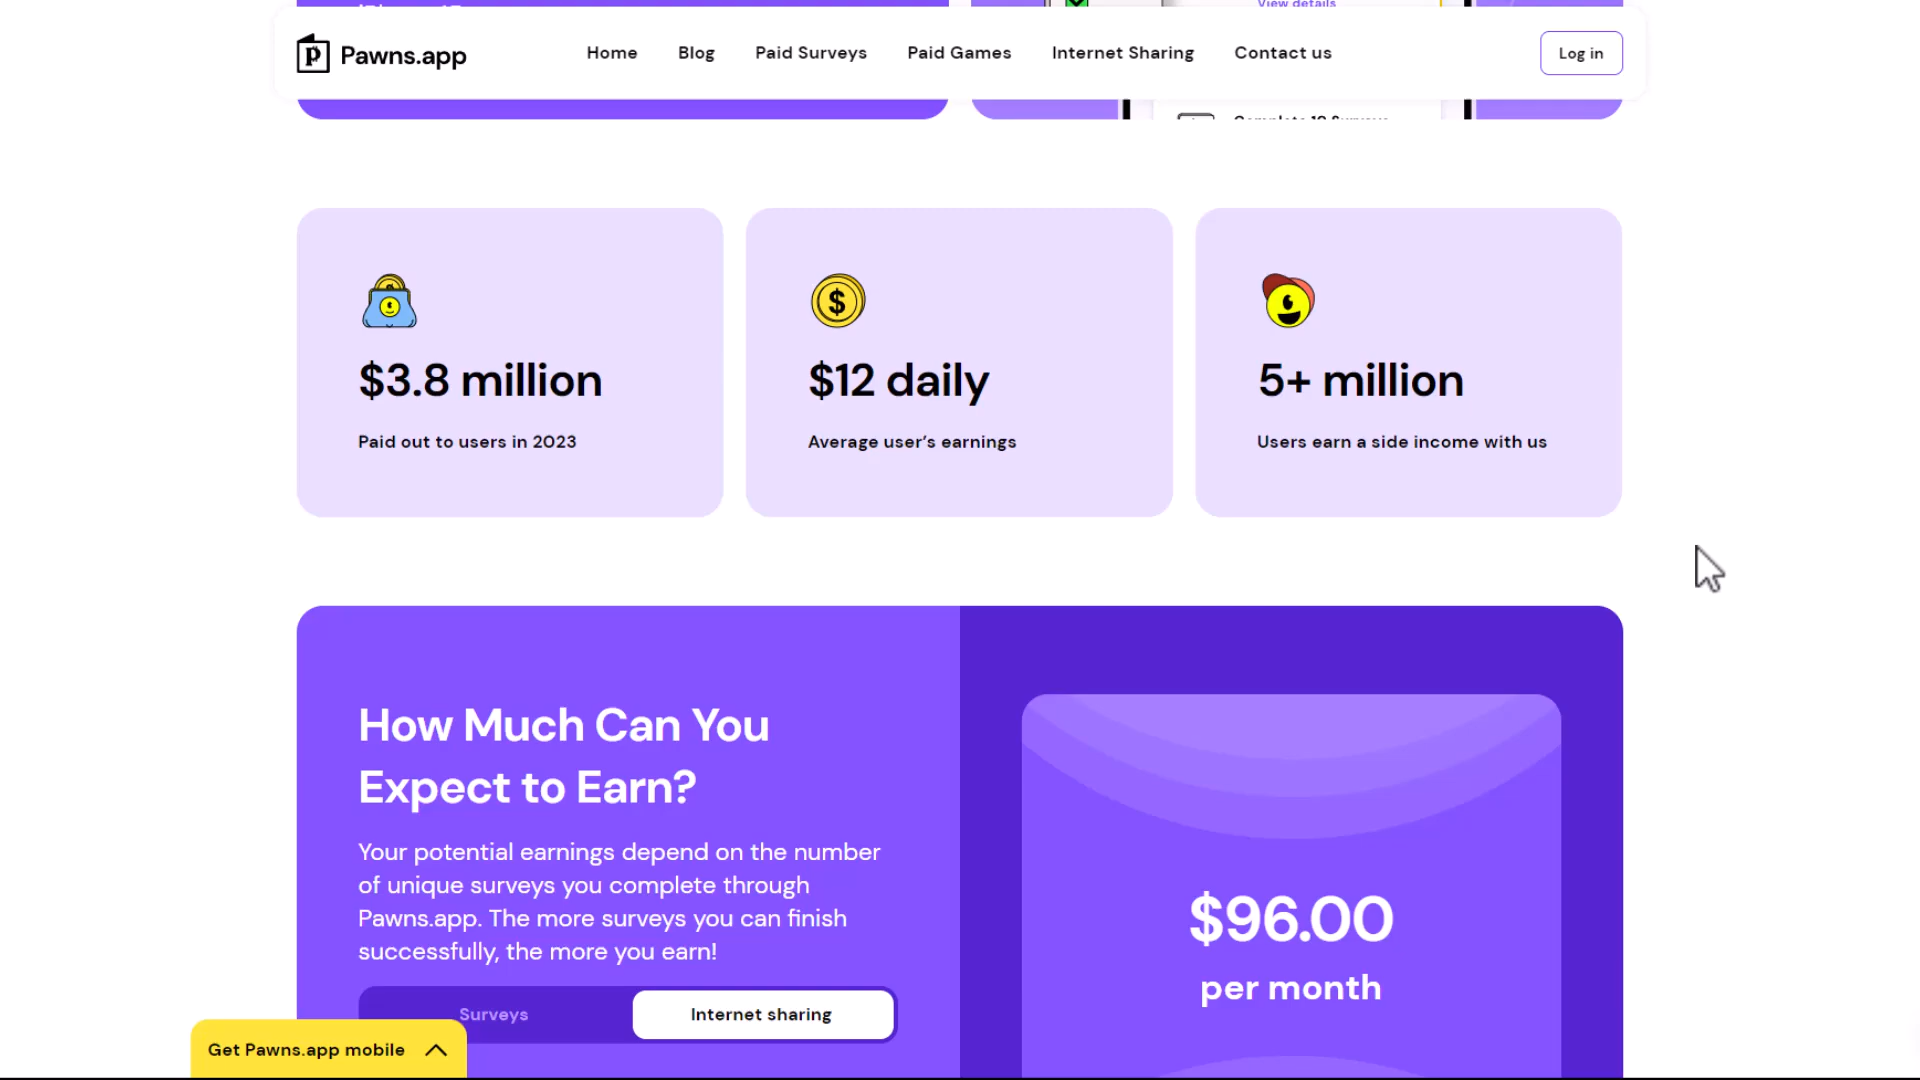 View details
Pawns.app
Home
Blog
Paid Surveys
Paid Games
Internet Sharing
Contact us
Log in
$3.8 million
Paid out to users in 2023
$12 daily
Average user's earnings
5+ million
Users earn a side income with us
How Much Can You
Expect to Earn?
Your potential earnings depend on the number
of unique surveys you complete through
Pawns.app. The more surveys you can finish
successfully, the more you earn!
Surveys
Internet sharing
$96.00
per month
Get Pawns.app mobile